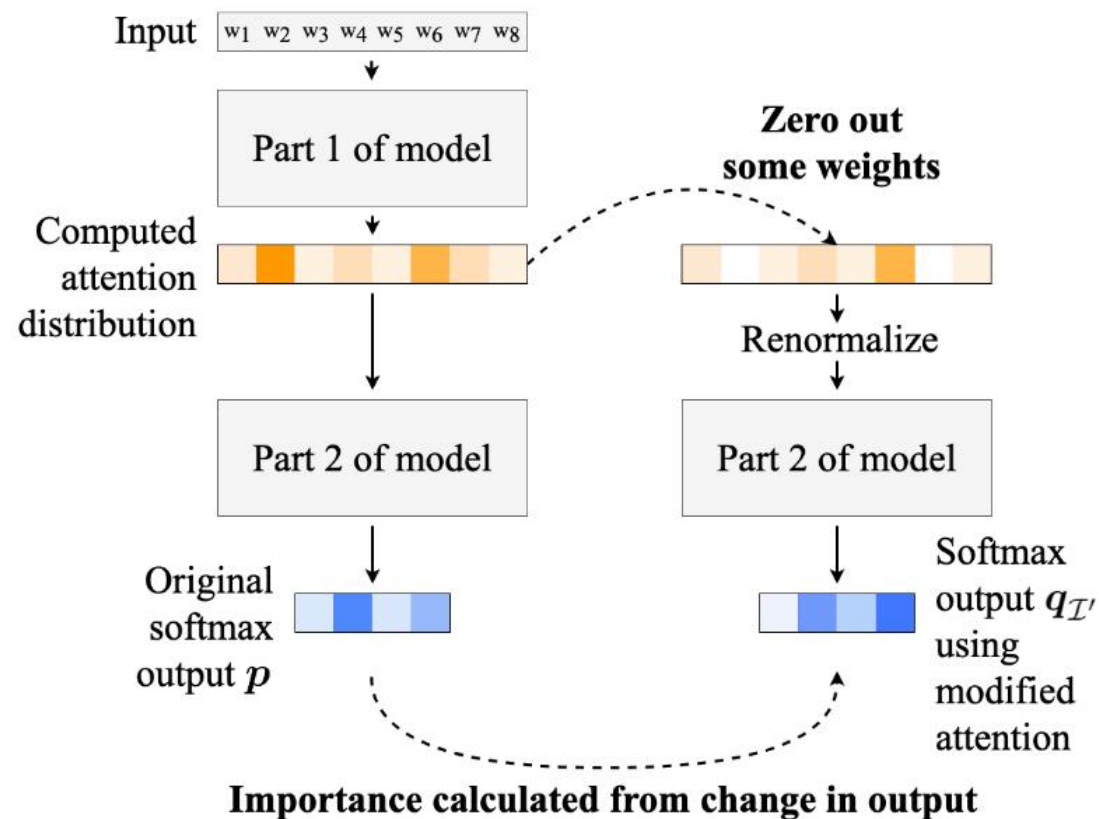 Input
w1 w2 w3 w4 w5 w6 w7 w8
Part 1 of model
Zero out
some weights
Computed
attention
distribution
Renormalize
Part 2 of model
Part 2 of model
Original
softmax
output p
Softmax
output q_I′
using
modified
attention
Importance calculated from change in output